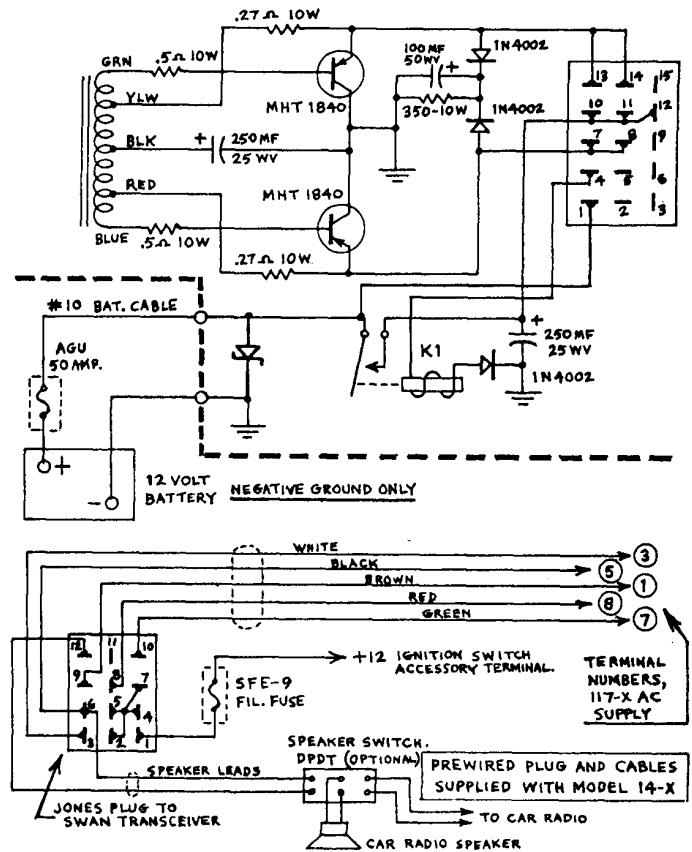 .27Ω 10W
GRN
.5Ω 10W
YLW
MHT 1840
100MF
50WV
+
350-10W
1N4002
1N4002
13 14 15
10 11 12
7 8 9
4 5 6
1 2 3
BLK
+
250MF
25 WV
RED
MHT 1840
BLUE
.5Ω 10W
.27Ω 10W
#10 BAT. CABLE
AGU
50 AMP.
K1
+
250MF
25WV
1N4002
+
-
12 VOLT
BATTERY
NEGATIVE GROUND ONLY
WHITE
3
BLACK
5
BROWN
1
RED
8
GREEN
7
12 11 10
9 8 7
6 5 4
3 2 1
+12 IGNITION SWITCH
ACCESSORY TERMINAL.
SFE-9
FIL. FUSE
TERMINAL
NUMBERS,
117-X AC
SUPPLY
SPEAKER SWITCH.
DPDT (OPTIONAL)
SPEAKER LEADS
PREWIRED PLUG AND CABLES
SUPPLIED WITH MODEL 14-X
JONES PLUG TO
SWAN TRANSCEIVER
TO CAR RADIO
CAR RADIO SPEAKER